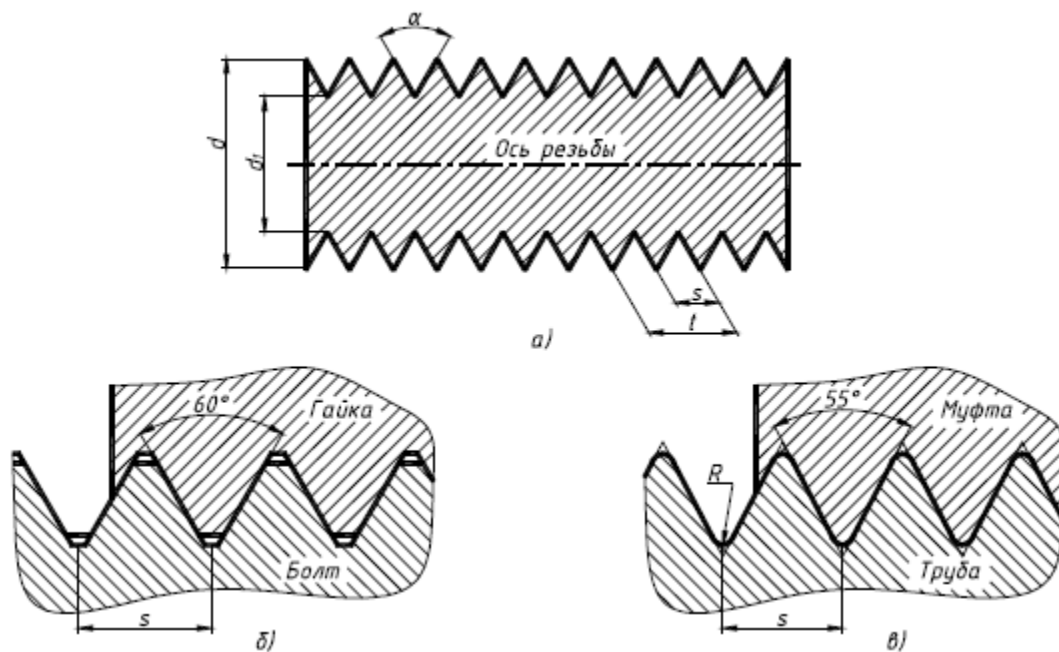 α
d
d₁
Ось резьбы
s
t
а)
60°
Гайка
Болт
s
б)
55°
Муфта
R
Труба
s
в)